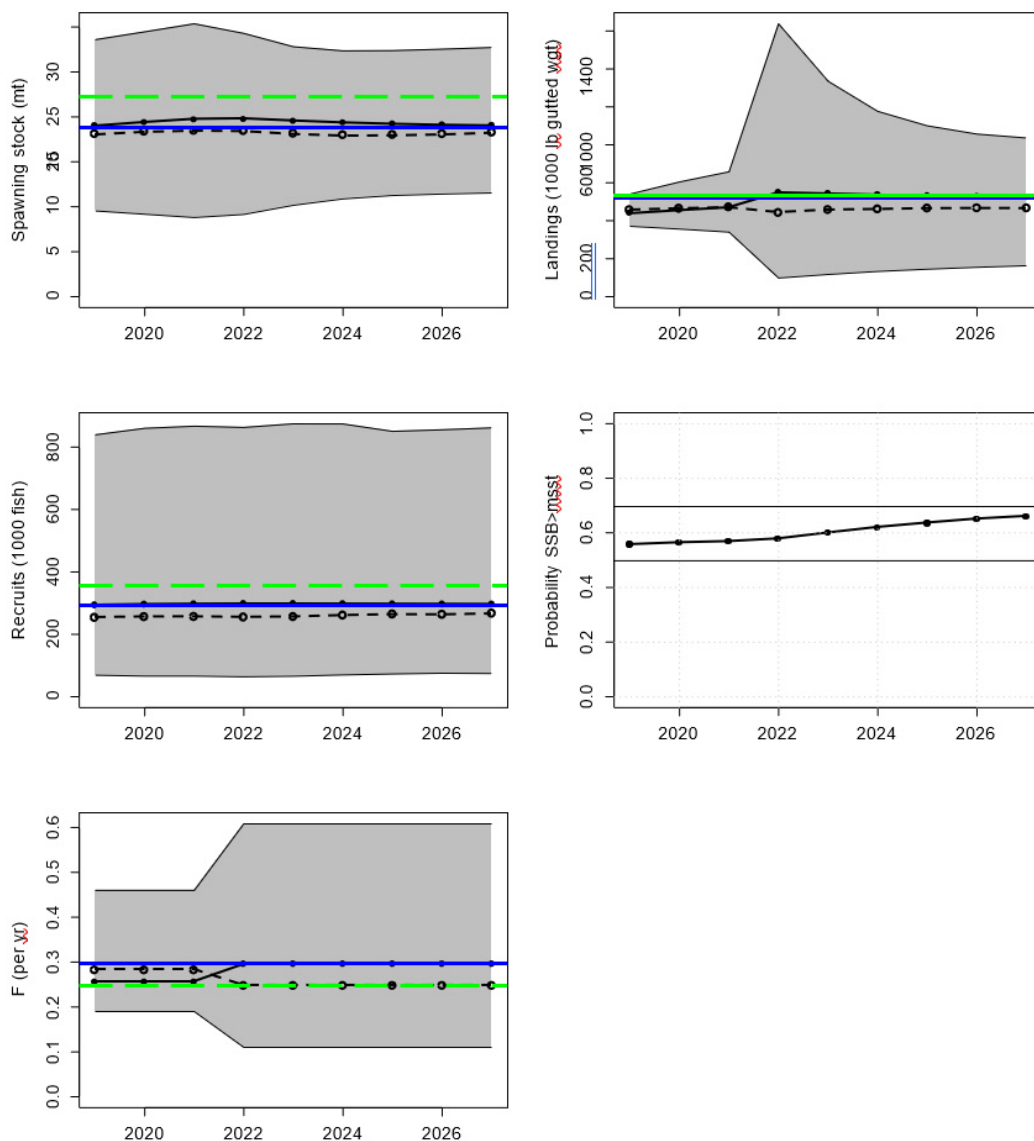 Spawning stock (mt)
0 5 10 25 30
2020 2022 2024 2026
Landings (1000 lb gutted wgt)
0 200 600 1000 1400
2020 2022 2024 2026
Recruits (1000 fish)
0 200 400 600 800
2020 2022 2024 2026
Probability SSB>msst
0.0 0.2 0.4 0.6 0.8 1.0
2020 2022 2024 2026
F (per yr)
0.0 0.1 0.2 0.3 0.4 0.5 0.6
2020 2022 2024 2026